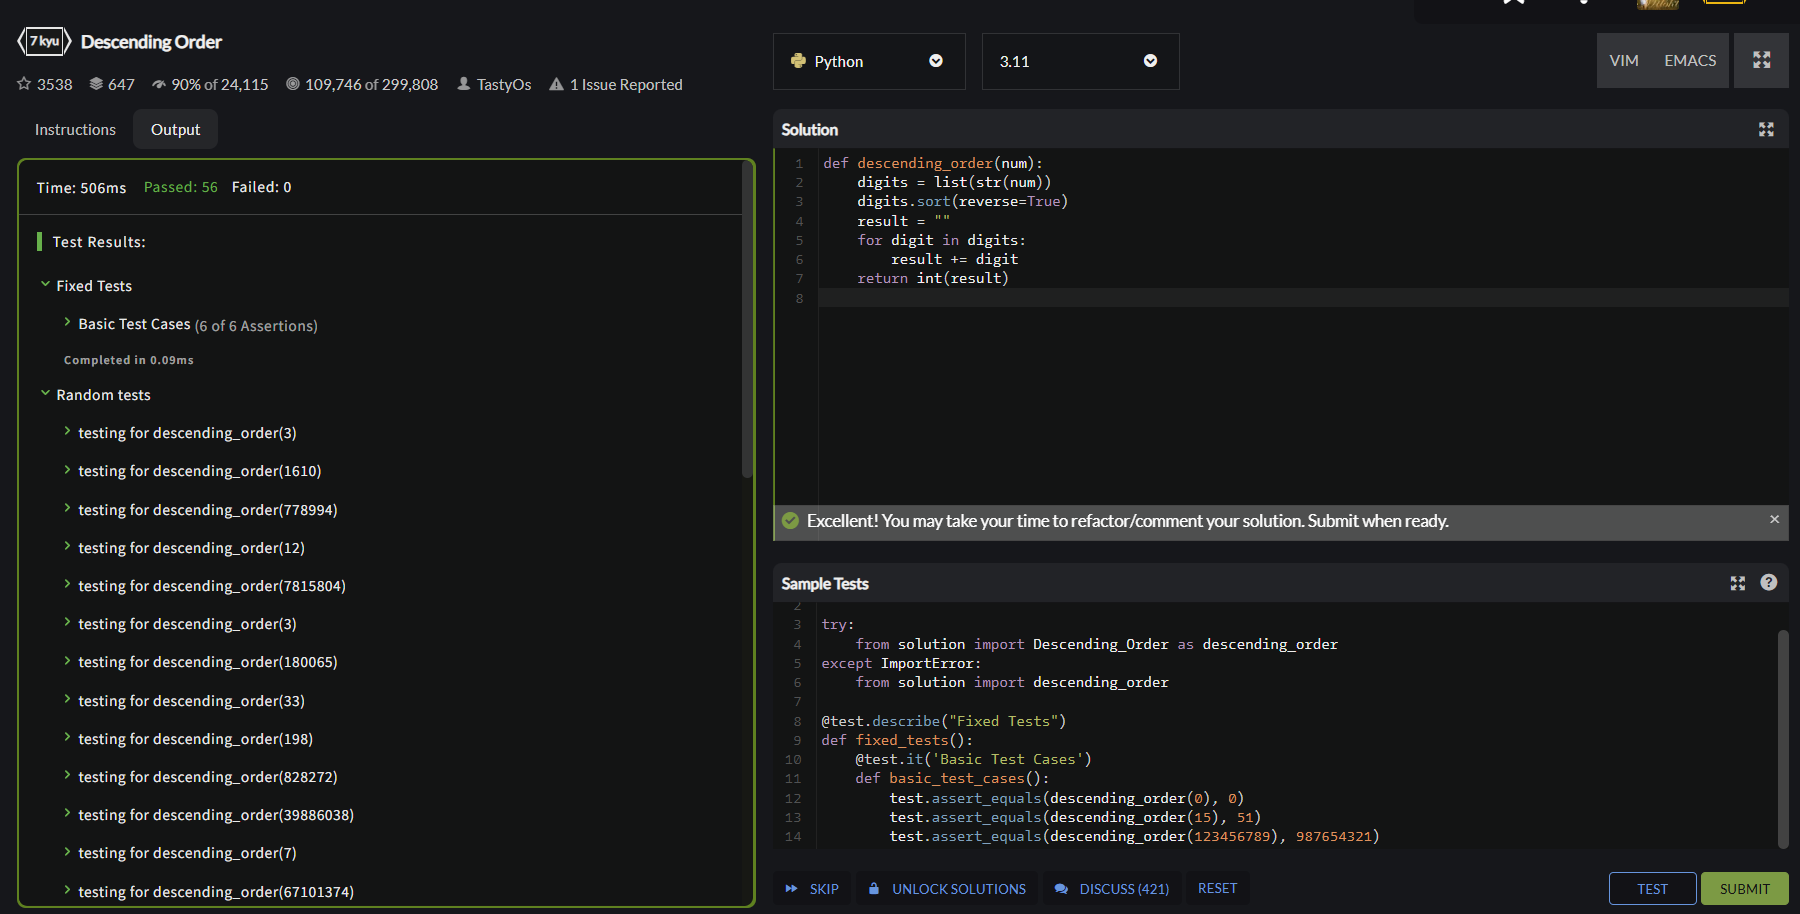 7 kyu Descending Order
3538 647 90% of 24,115 109,746 of 299,808 TastyOs 1 Issue Reported
Instructions Output
Time: 506ms Passed: 56 Failed: 0
Test Results:
Fixed Tests
Basic Test Cases (6 of 6 Assertions)
Completed in 0.09ms
Random tests
testing for descending_order(3)
testing for descending_order(1610)
testing for descending_order(778994)
testing for descending_order(12)
testing for descending_order(7815804)
testing for descending_order(3)
testing for descending_order(180065)
testing for descending_order(33)
testing for descending_order(198)
testing for descending_order(828272)
testing for descending_order(39886038)
testing for descending_order(7)
testing for descending_order(67101374)
Python 3.11 VIM EMACS
Solution
1 def descending_order(num):
2     digits = list(str(num))
3     digits.sort(reverse=True)
4     result = ""
5     for digit in digits:
6         result += digit
7     return int(result)
8
Excellent! You may take your time to refactor/comment your solution. Submit when ready.
Sample Tests
2
3 try:
4     from solution import Descending_Order as descending_order
5 except ImportError:
6     from solution import descending_order
7
8 @test.describe("Fixed Tests")
9 def fixed_tests():
10     @test.it('Basic Test Cases')
11     def basic_test_cases():
12         test.assert_equals(descending_order(0), 0)
13         test.assert_equals(descending_order(15), 51)
14         test.assert_equals(descending_order(123456789), 987654321)
SKIP UNLOCK SOLUTIONS DISCUSS (421) RESET TEST SUBMIT